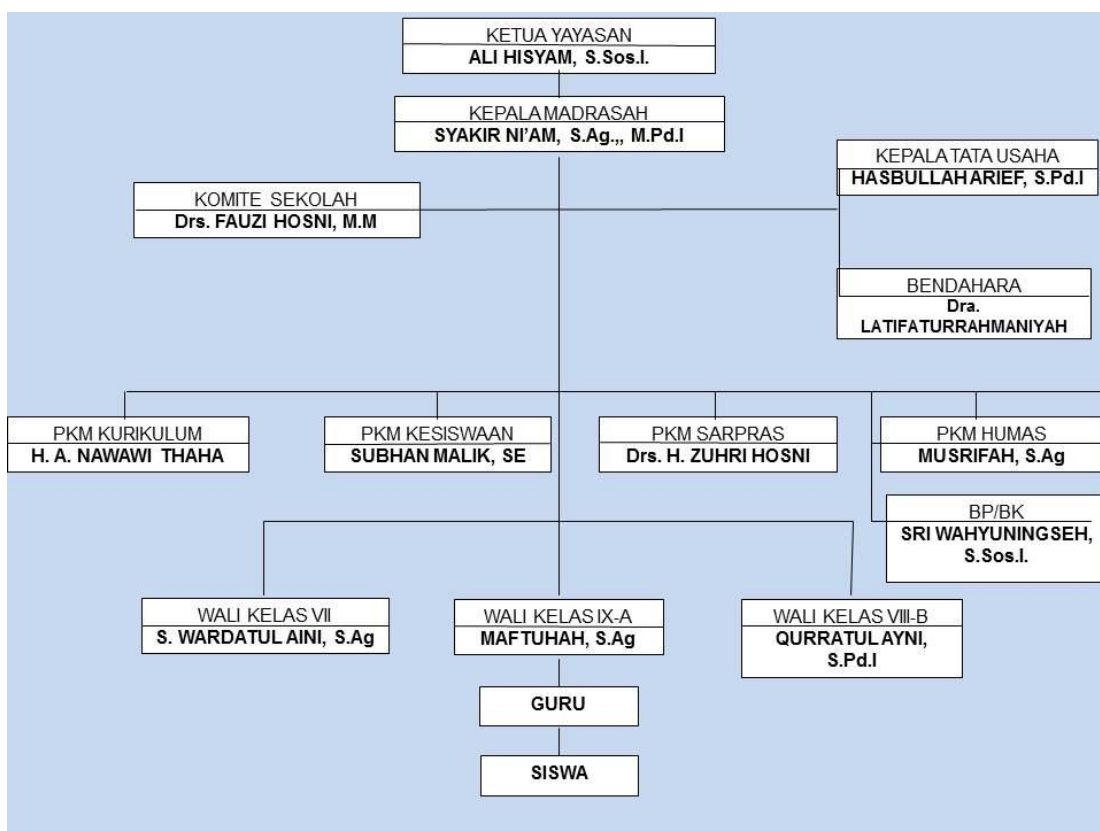 KETUA YAYASAN
ALI HISYAM, S.Sos.I.
KEPALA MADRASAH
SYAKIR NI'AM, S.Ag.,, M.Pd.I
KEPALA TATA USAHA
HASBULLAH ARIEF, S.Pd.I
KOMITE SEKOLAH
Drs. FAUZI HOSNI, M.M
BENDAHARA
Dra.
LATIFATURRAHMANIYAH
PKM KURIKULUM
H. A. NAWAWI THAHA
PKM KESISWAAN
SUBHAN MALIK, SE
PKM SARPRAS
Drs. H. ZUHRI HOSNI
PKM HUMAS
MUSRIFAH, S.Ag
BP/BK
SRI WAHYUNINGSEH,
S.Sos.I.
WALI KELAS VII
S. WARDATUL AINI, S.Ag
WALI KELAS IX-A
MAFTUHAH, S.Ag
WALI KELAS VIII-B
QURRATUL AYNI,
S.Pd.I
GURU
SISWA